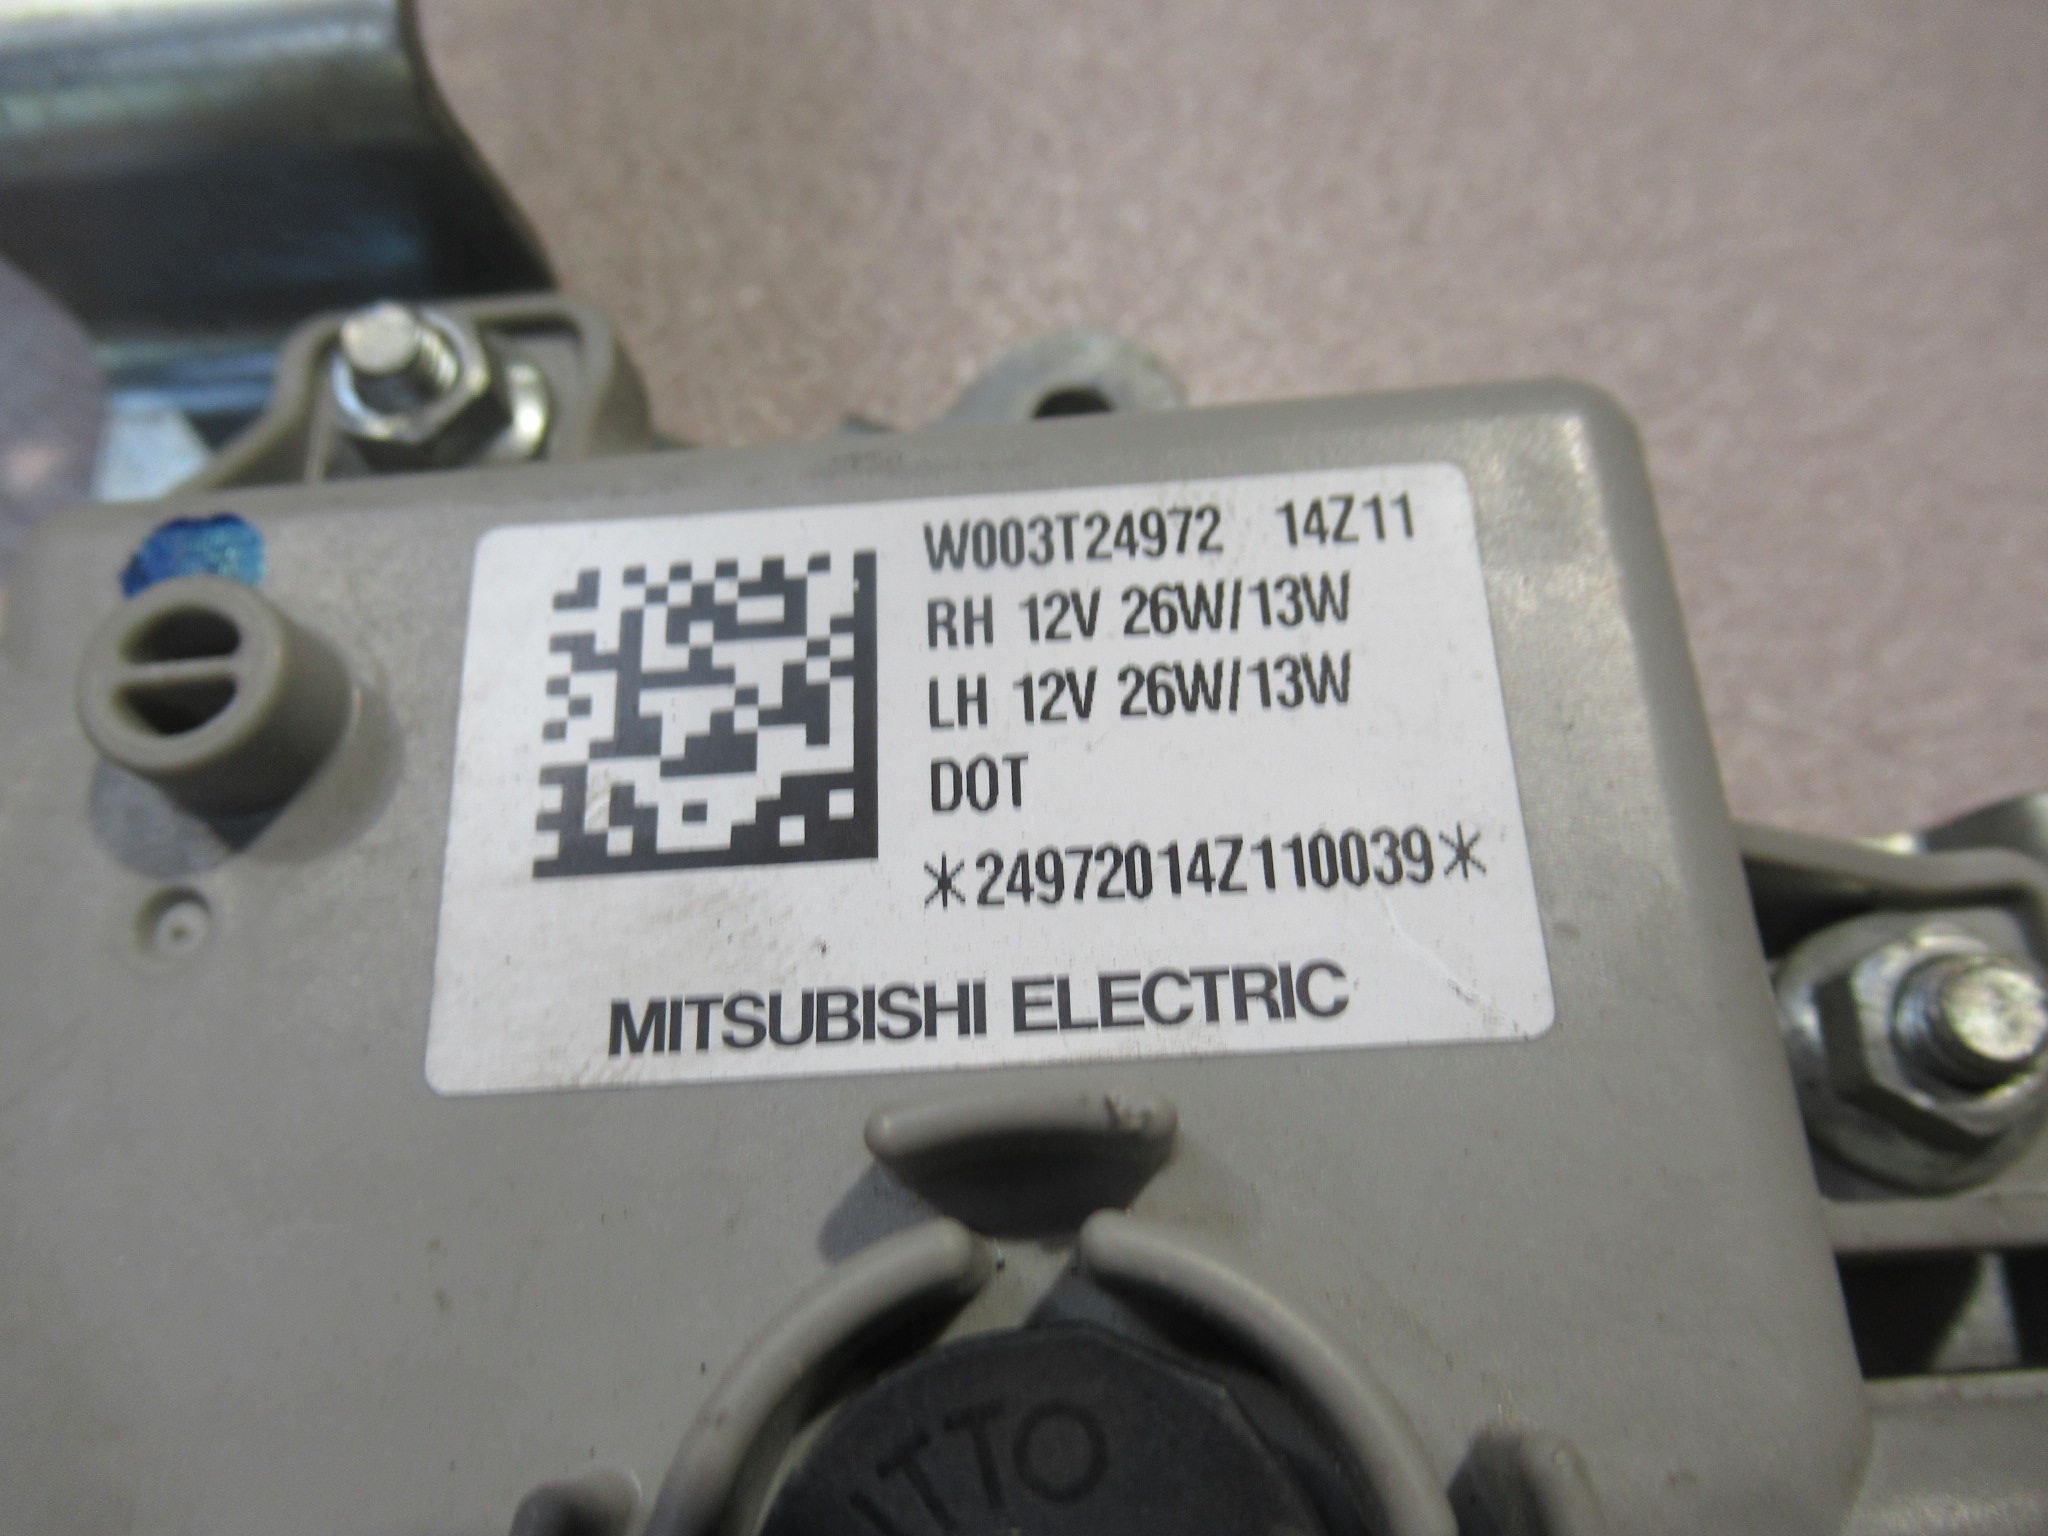 W003T24972 14Z11
RH 12V 26W/13W
LH 12V 26W/13W
DOT
*24972014Z110039*
MITSUBISHI ELECTRIC